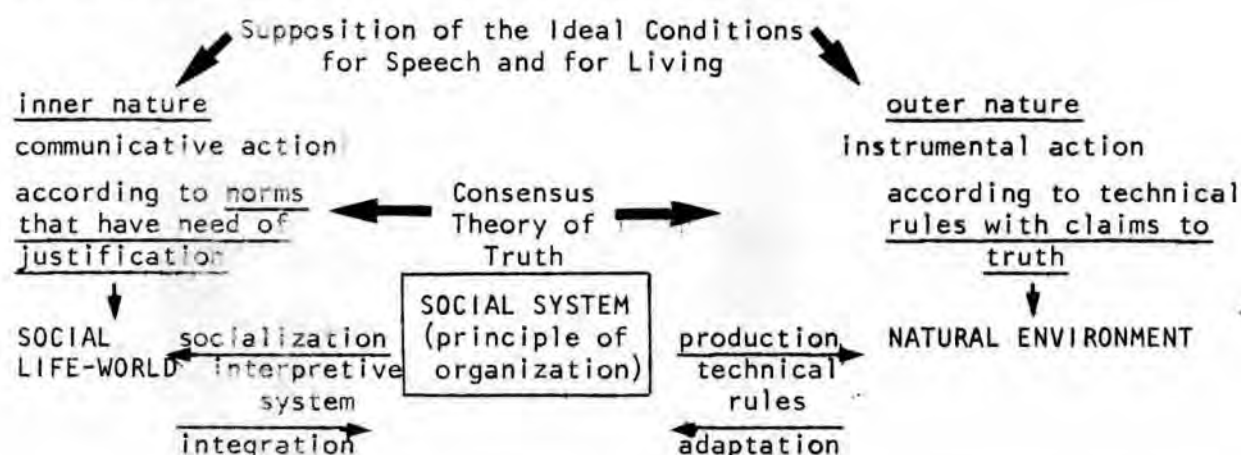 Supposition of the Ideal Conditions
for Speech and for Living
inner nature
communicative action
according to norms
that have need of
justification
Consensus
Theory of
Truth
outer nature
instrumental action
according to technical
rules with claims to
truth
SOCIAL
LIFE-WORLD
socialization
interpretive
system
integration
SOCIAL SYSTEM
(principle of
organization)
production
technical
rules
adaptation
NATURAL ENVIRONMENT